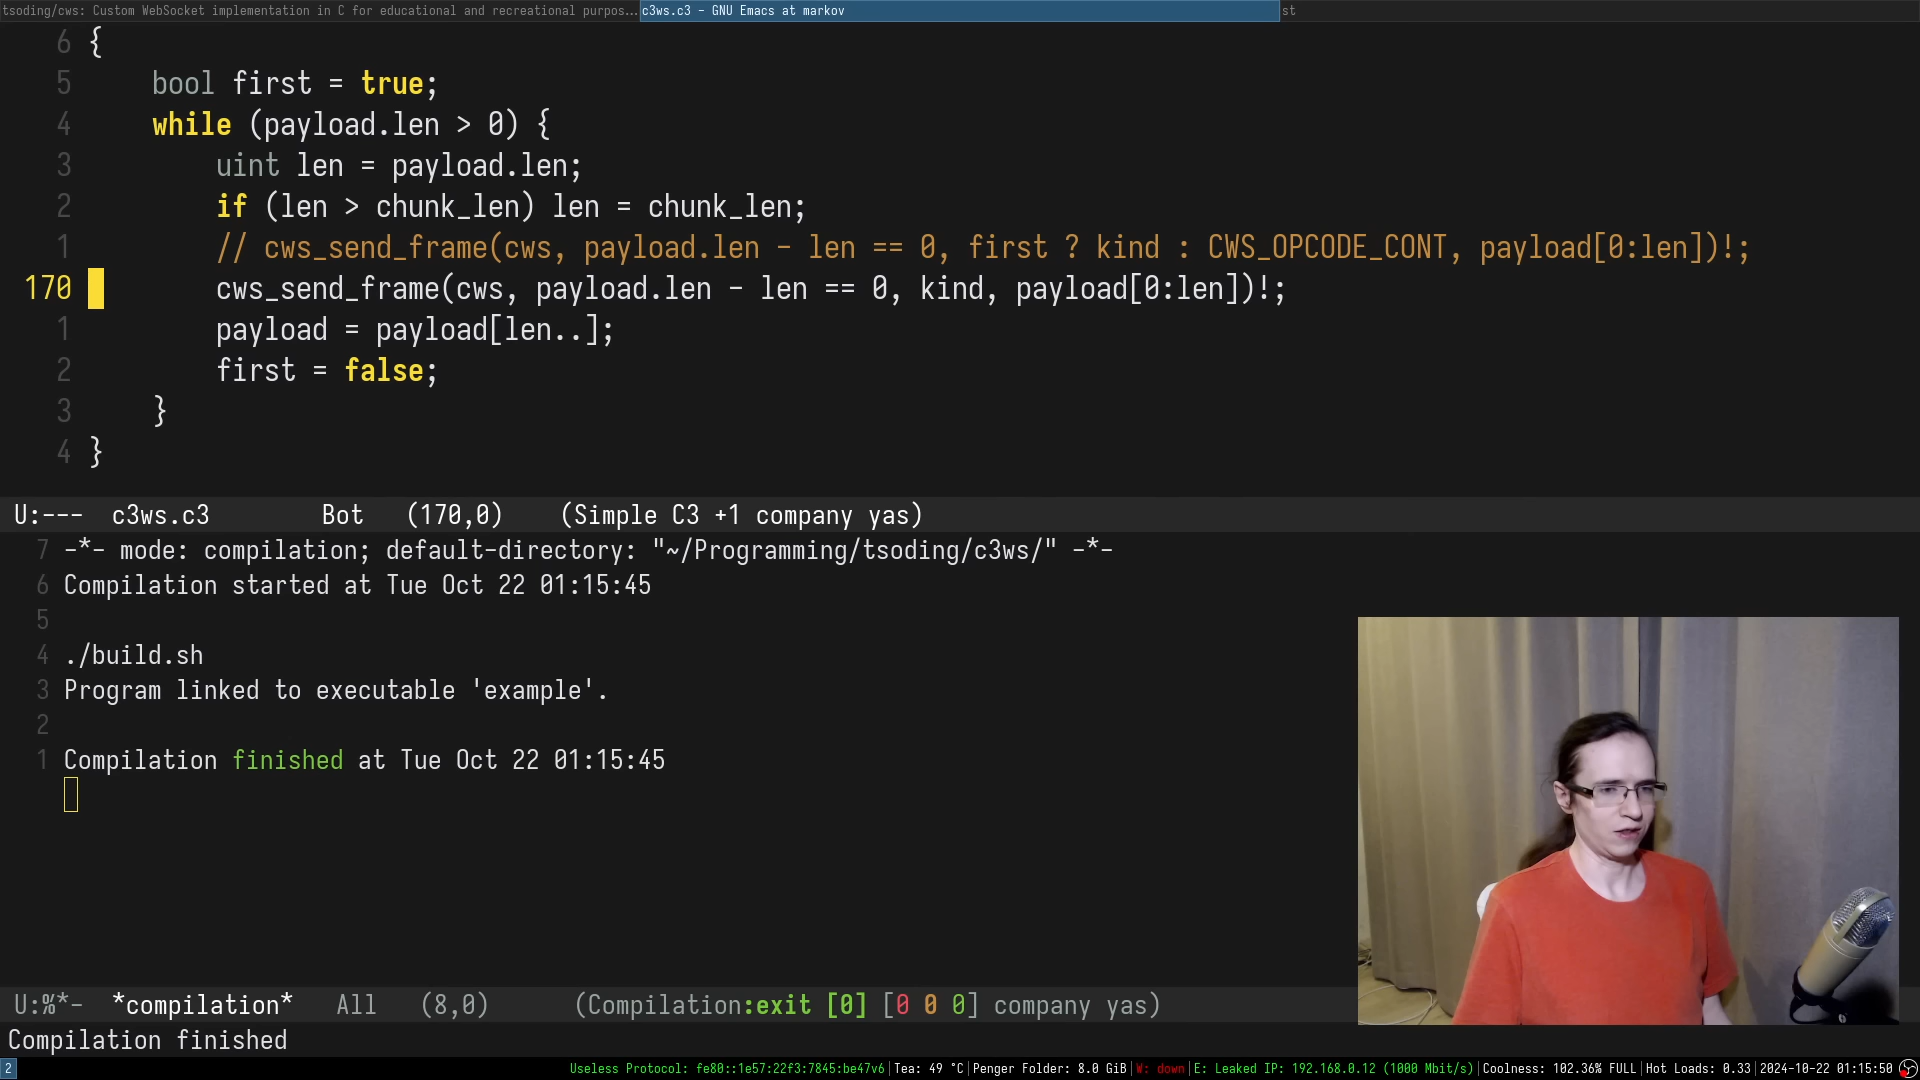 tsoding/cws: Custom WebSocket implementation in C for educational and recreational purpos...
c3ws.c3 - GNU Emacs at markov
st
6 {
5 bool first = true;
4 while (payload.len > 0) {
3 uint len = payload.len;
2 if (len > chunk_len) len = chunk_len;
1 // cws_send_frame(cws, payload.len - len == 0, first ? kind : CWS_OPCODE_CONT, payload[0:len])!;
170 cws_send_frame(cws, payload.len - len == 0, kind, payload[0:len])!;
1 payload = payload[len..];
2 first = false;
3 }
4 }
U:--- c3ws.c3 Bot (170,0) (Simple C3 +1 company yas)
7 -*- mode: compilation; default-directory: "~/Programming/tsoding/c3ws/" -*-
6 Compilation started at Tue Oct 22 01:15:45
5
4 ./build.sh
3 Program linked to executable 'example'.
2
1 Compilation finished at Tue Oct 22 01:15:45
U:%*- *compilation* All (8,0) (Compilation:exit [0] [0 0 0] company yas)
Compilation finished
2 Useless Protocol: fe80::1e57:22f3:7845:be47v6|Tea: 49 °C|Penger Folder: 8.0 GiB|W: down|E: Leaked IP: 192.168.0.12 (1000 Mbit/s)|Coolness: 102.36% FULL|Hot Loads: 0.33|2024-10-22 01:15:50